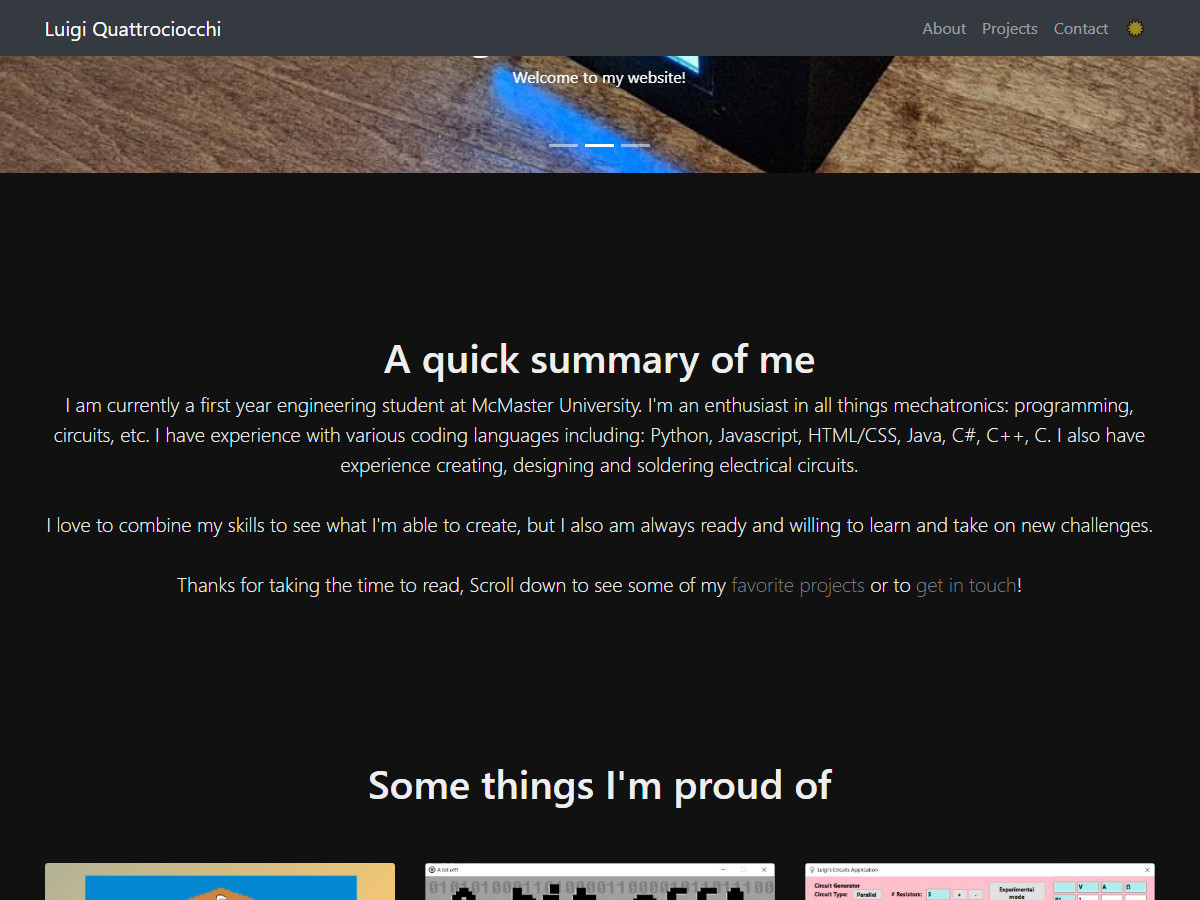 Luigi Quattrociocchi
About Projects Contact
Welcome to my website!
A quick summary of me
I am currently a first year engineering student at McMaster University. I'm an enthusiast in all things mechatronics: programming,
circuits, etc. I have experience with various coding languages including: Python, Javascript, HTML/CSS, Java, C#, C++, C. I also have
experience creating, designing and soldering electrical circuits.
I love to combine my skills to see what I'm able to create, but I also am always ready and willing to learn and take on new challenges.
Thanks for taking the time to read, Scroll down to see some of my favorite projects or to get in touch!
Some things I'm proud of
A bit off!
Luigi's Circuits Application
Circuit Generator
Circuit Type: Parallel # Resistors: 3 + -
Experimental
mode
V A Ω